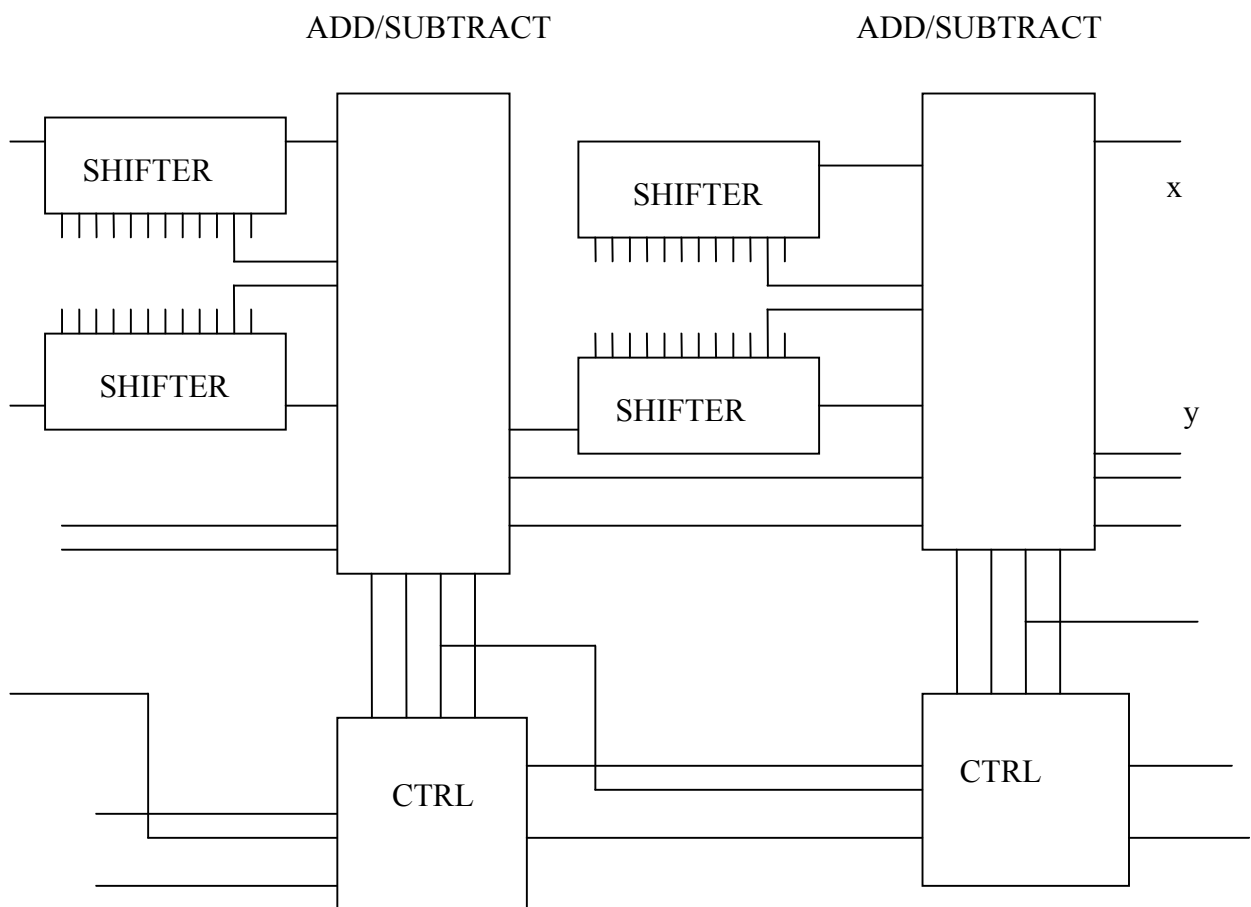 ADD/SUBTRACT ADD/SUBTRACT
SHIFTER
SHIFTER
x
SHIFTER
SHIFTER
y
CTRL
CTRL